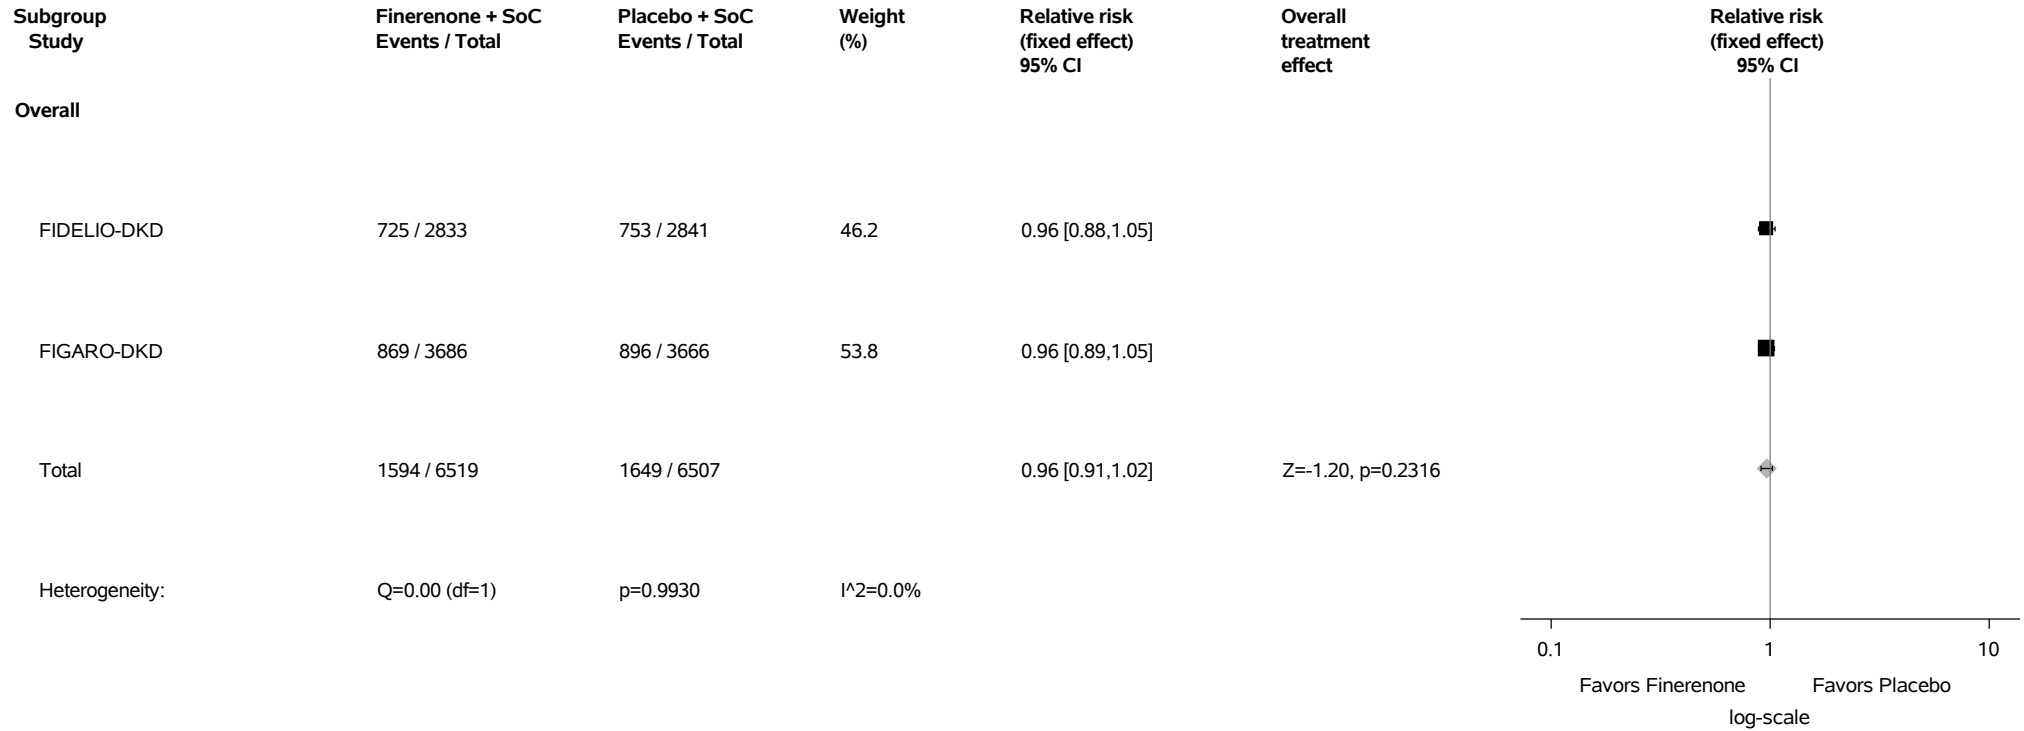 Subgroup Finerenone + SoC Placebo + SoC Weight Relative risk Overall Relative risk
Study Events / Total Events / Total (%) (fixed effect) treatment (fixed effect)
95% CI effect 95% CI
Overall
FIDELIO-DKD 725 / 2833 753 / 2841 46.2 0.96 [0.88,1.05]
FIGARO-DKD 869 / 3686 896 / 3666 53.8 0.96 [0.89,1.05]
Total 1594 / 6519 1649 / 6507 0.96 [0.91,1.02] Z=-1.20, p=0.2316
Heterogeneity: Q=0.00 (df=1) p=0.9930 I^2=0.0%
0.1 1 10
Favors Finerenone Favors Placebo
log-scale